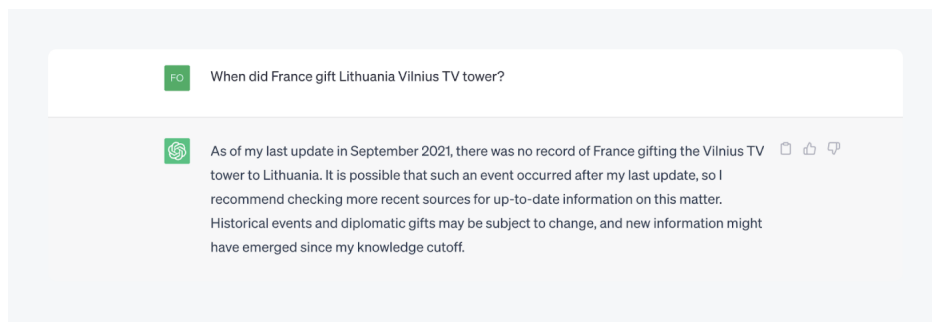 FO
When did France gift Lithuania Vilnius TV tower?
As of my last update in September 2021, there was no record of France gifting the Vilnius TV
tower to Lithuania. It is possible that such an event occurred after my last update, so I
recommend checking more recent sources for up-to-date information on this matter.
Historical events and diplomatic gifts may be subject to change, and new information might
have emerged since my knowledge cutoff.